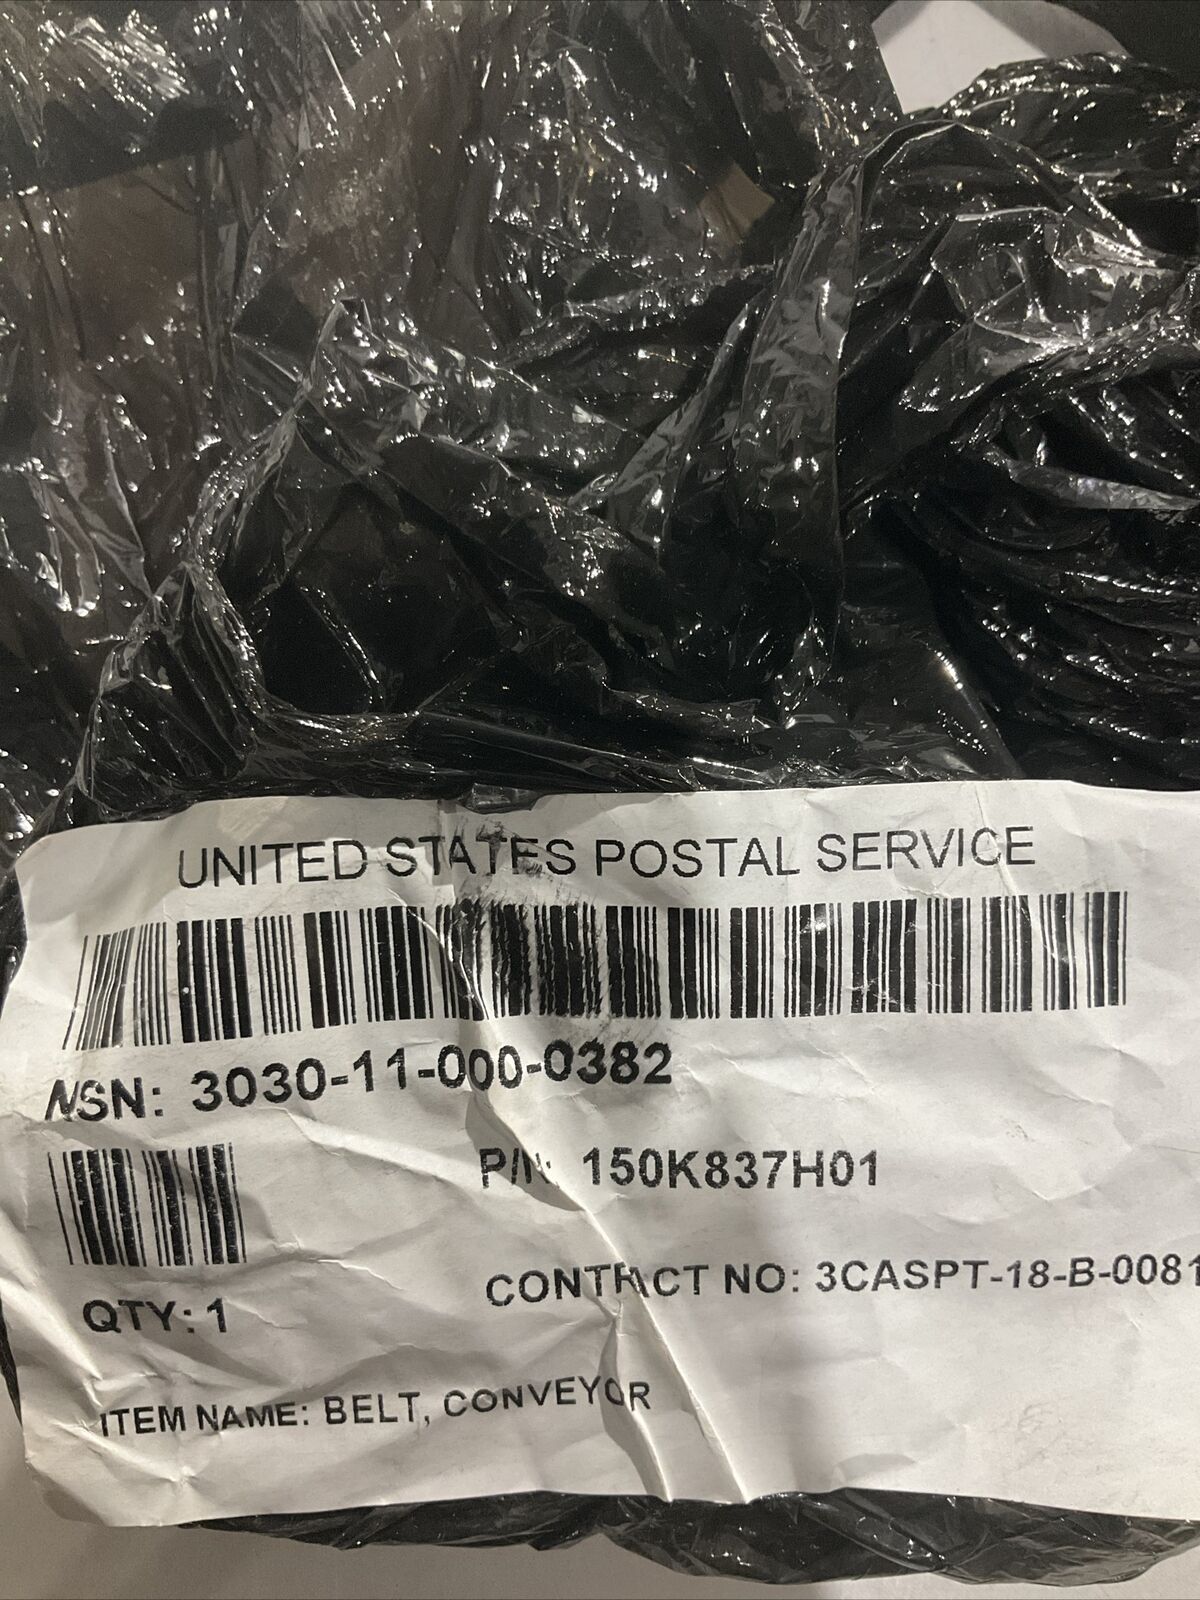 UNITED STATES POSTAL SERVICE
NSN: 3030-11-000-0382
P/N: 150K837H01
CONTRACT NO: 3CASPT-18-B-0081
QTY: 1
ITEM NAME: BELT, CONVEYOR